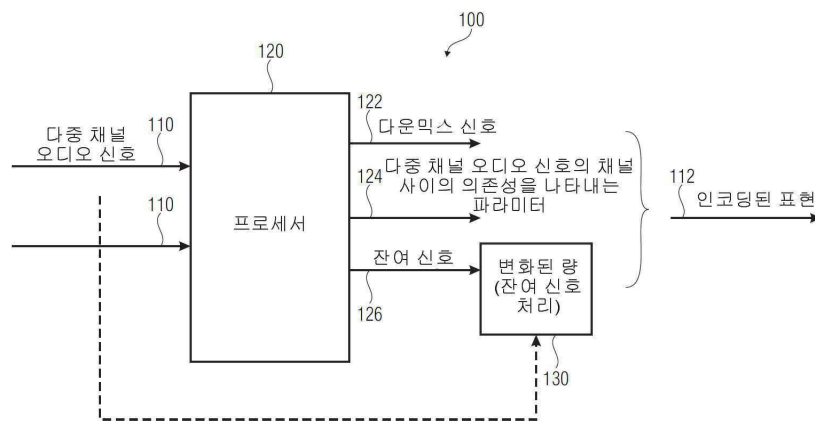 100
120
다중 채널
오디오 신호
110
110
프로세서
122
다운믹스 신호
124
다중 채널 오디오 신호의 채널
사이의 의존성을 나타내는
파라미터
잔여 신호
126
변화된 량
(잔여 신호
처리)
130
112
인코딩된 표현